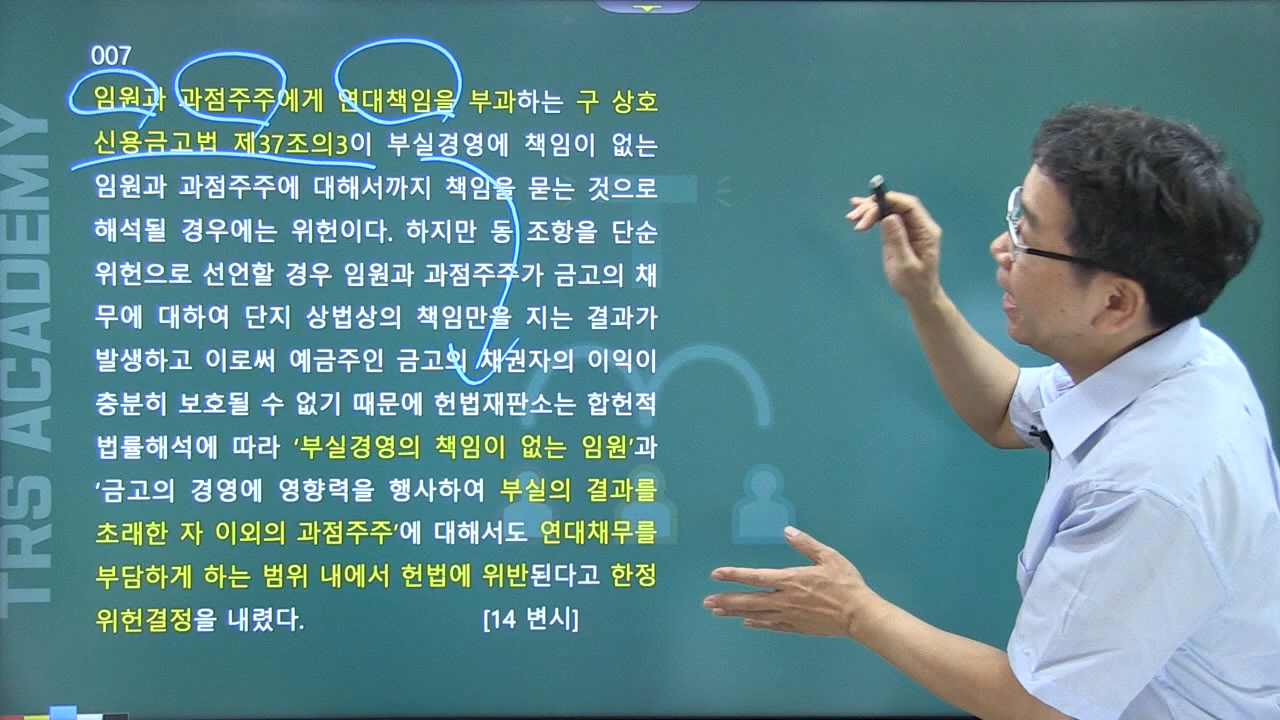 007
임원과 과점주주에게 연대책임을 부과하는 구 상호
신용금고법 제37조의3이 부실경영에 책임이 없는
임원과 과점주주에 대해서까지 책임을 묻는 것으로
해석될 경우에는 위헌이다. 하지만 동 조항을 단순
위헌으로 선언할 경우 임원과 과점주주가 금고의 채
무에 대하여 단지 상법상의 책임만을 지는 결과가
발생하고 이로써 예금주인 금고의 채권자의 이익이
충분히 보호될 수 없기 때문에 헌법재판소는 합헌적
법률해석에 따라 '부실경영의 책임이 없는 임원'과
'금고의 경영에 영향력을 행사하여 부실의 결과를
초래한 자 이외의 과점주주'에 대해서도 연대채무를
부담하게 하는 범위 내에서 헌법에 위반된다고 한정
위헌결정을 내렸다. [14 변시]
TRS ACADEMY